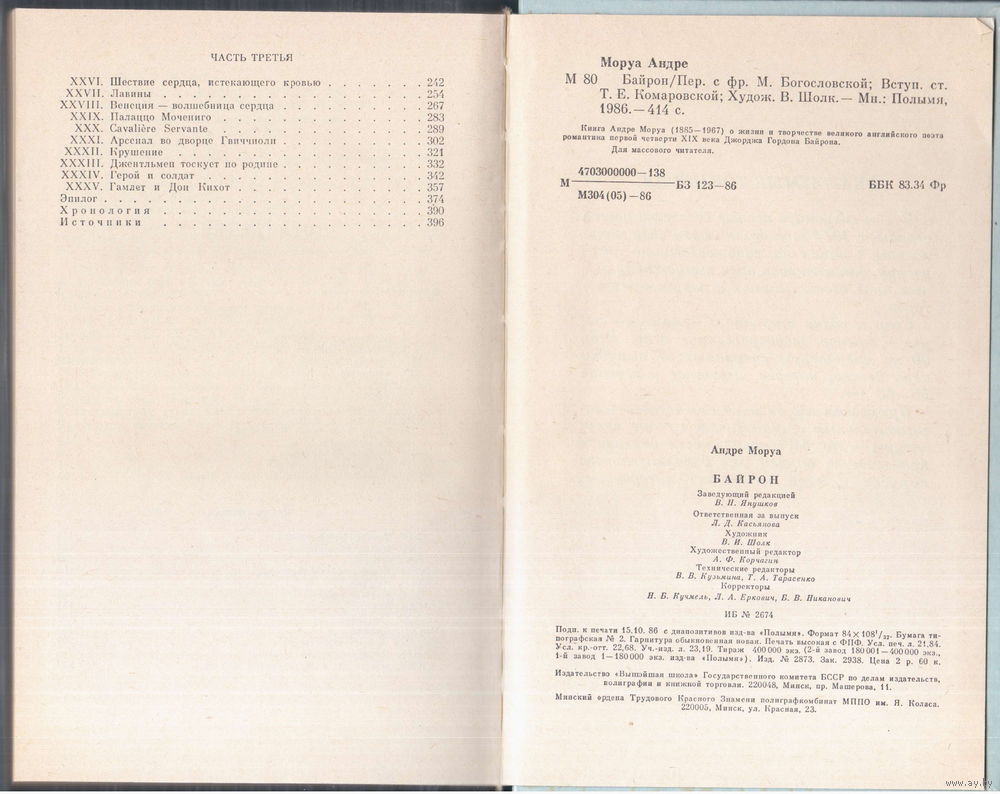 ЧАСТЬ ТРЕТЬЯ
XXVI. Шествие сердца, истекающего кровью . . . . . . . 242
XXVII. Лавины . . . . . . . . . . . . . . . 254
XXVIII. Венеция — волшебница сердца . . . . . . . . 267
XXIX. Палаццо Мочениго . . . . . . . . . . . . 283
XXX. Cavalière Servante . . . . . . . . . . . . 289
XXXI. Арсенал во дворце Гвиччиоли . . . . . . . . 302
XXXII. Крушение . . . . . . . . . . . . . . 321
XXXIII. Джентльмен тоскует по родине . . . . . . . . 332
XXXIV. Герой и солдат . . . . . . . . . . . . . 342
XXXV. Гамлет и Дон Кихот . . . . . . . . . . . 357
Эпилог . . . . . . . . . . . . . . . . . . 374
Хронология . . . . . . . . . . . . . . . 390
Источники . . . . . . . . . . . . . . . 396
Моруа Андре
М 80 Байрон/Пер. с фр. М. Богословской; Вступ. ст.
Т. Е. Комаровской; Худож. В. Шолк.— Мн.: Полымя,
1986.—414 с.
Книга Андре Моруа (1885—1967) о жизни и творчестве великого английского поэта
романтика первой четверти XIX века Джорджа Гордона Байрона.
Для массового читателя.
4703000000—138
М БЗ 123—86 ББК 83.34 Фр
М304(05)—86
Андре Моруа
БАЙРОН
Заведующий редакцией
В. Н. Янушков
Ответственная за выпуск
Л. Д. Касьянова
Художник
В. И. Шолк
Художественный редактор
А. Ф. Корчагин
Технические редакторы
В. В. Кузьмина, Т. А. Тарасенко
Корректоры
Н. Б. Кучмель, Л. А. Еркович, Б. В. Никанович
ИБ № 2674
Подп. к печати 15.10. 86 с диапозитивов изд-ва «Полымя». Формат 84×108¹/₃₂. Бумага ти-
пографская № 2. Гарнитура обыкновенная новая. Печать высокая с ФПФ. Усл. печ. л. 21,84.
Усл. кр.-отт. 22,68. Уч.-изд. л. 23,19. Тираж 400 000 экз. (2-й завод 180 001—400 000 экз.,
1-й завод 1—180 000 экз. изд-ва «Полымя»). Изд. № 2873. Зак. 2938. Цена 2 р. 60 к.
Издательство «Вышэйшая школа» Государственного комитета БССР по делам издательств,
полиграфии и книжной торговли. 220048, Минск, пр. Машерова, 11.
Минский ордена Трудового Красного Знамени полиграфкомбинат МППО им. Я. Коласа.
220005, Минск, ул. Красная, 23.
www.ay.by